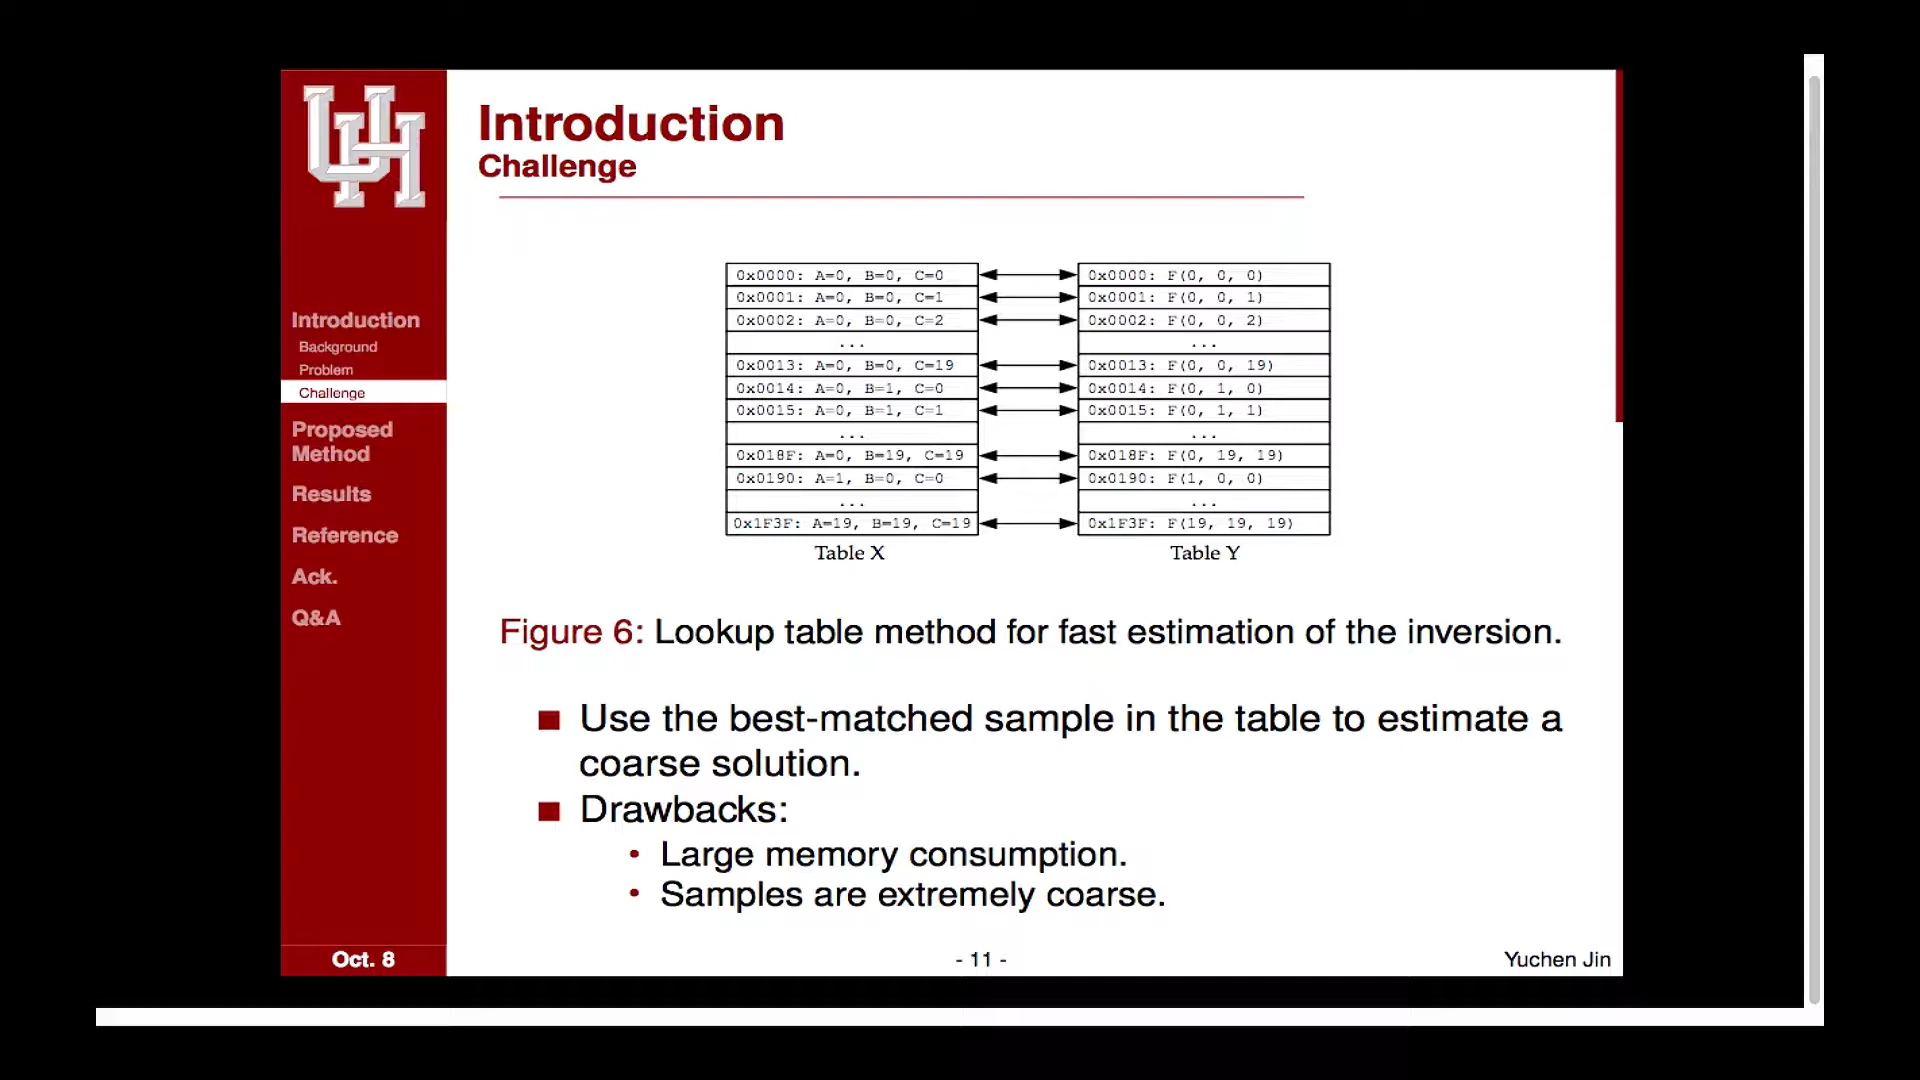 UH
Introduction
Challenge
Introduction
Background
Problem
Challenge
Proposed
Method
Results
Reference
Ack.
Q&A
0x0000: A=0, B=0, C=0
0x0001: A=0, B=0, C=1
0x0002: A=0, B=0, C=2
...
0x0013: A=0, B=0, C=19
0x0014: A=0, B=1, C=0
0x0015: A=0, B=1, C=1
...
0x018F: A=0, B=19, C=19
0x0190: A=1, B=0, C=0
...
0x1F3F: A=19, B=19, C=19
Table X
0x0000: F(0, 0, 0)
0x0001: F(0, 0, 1)
0x0002: F(0, 0, 2)
...
0x0013: F(0, 0, 19)
0x0014: F(0, 1, 0)
0x0015: F(0, 1, 1)
...
0x018F: F(0, 19, 19)
0x0190: F(1, 0, 0)
...
0x1F3F: F(19, 19, 19)
Table Y
Figure 6: Lookup table method for fast estimation of the inversion.
Use the best-matched sample in the table to estimate a
coarse solution.
Drawbacks:
Large memory consumption.
Samples are extremely coarse.
Oct. 8
- 11 -
Yuchen Jin